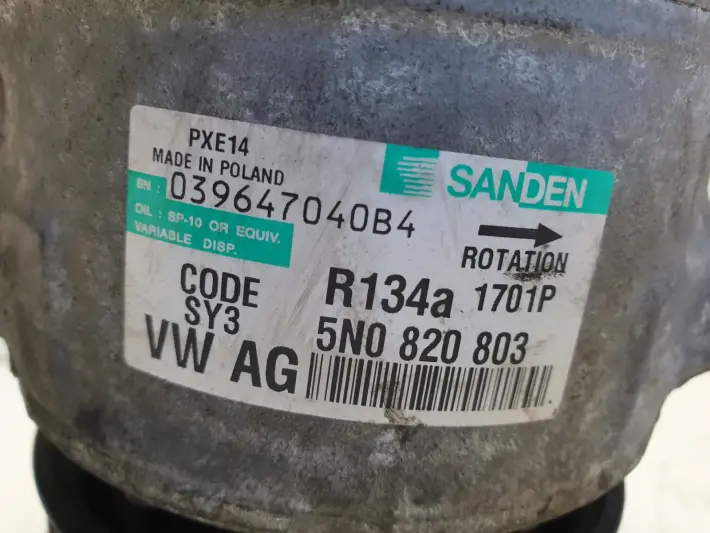 PXE14
MADE IN POLAND
SN : 039647040B4
OIL : SP-10 OR EQUIV.
VARIABLE DISP.
SANDEN
ROTATION
CODE R134a 1701P
SY3 5N0 820 803
VW AG